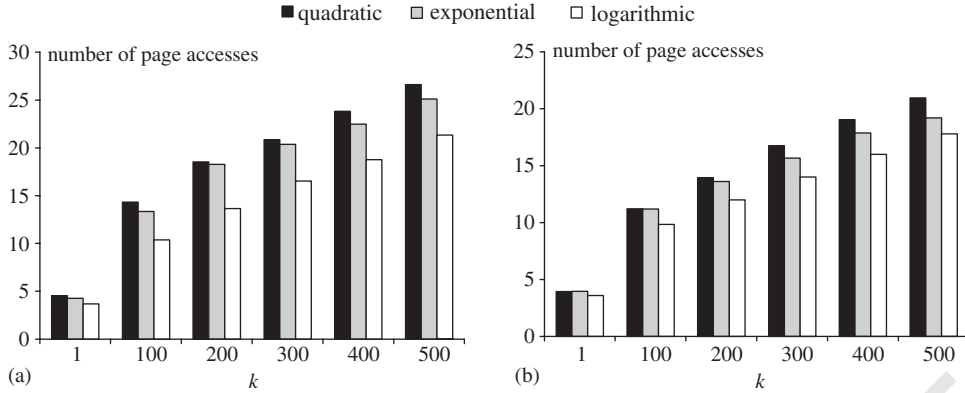 quadratic exponential logarithmic
number of page accesses
30
25
20
15
10
5
0
1 100 200 300 400 500
(a)
k
number of page accesses
25
20
15
10
5
0
1 100 200 300 400 500
(b)
k